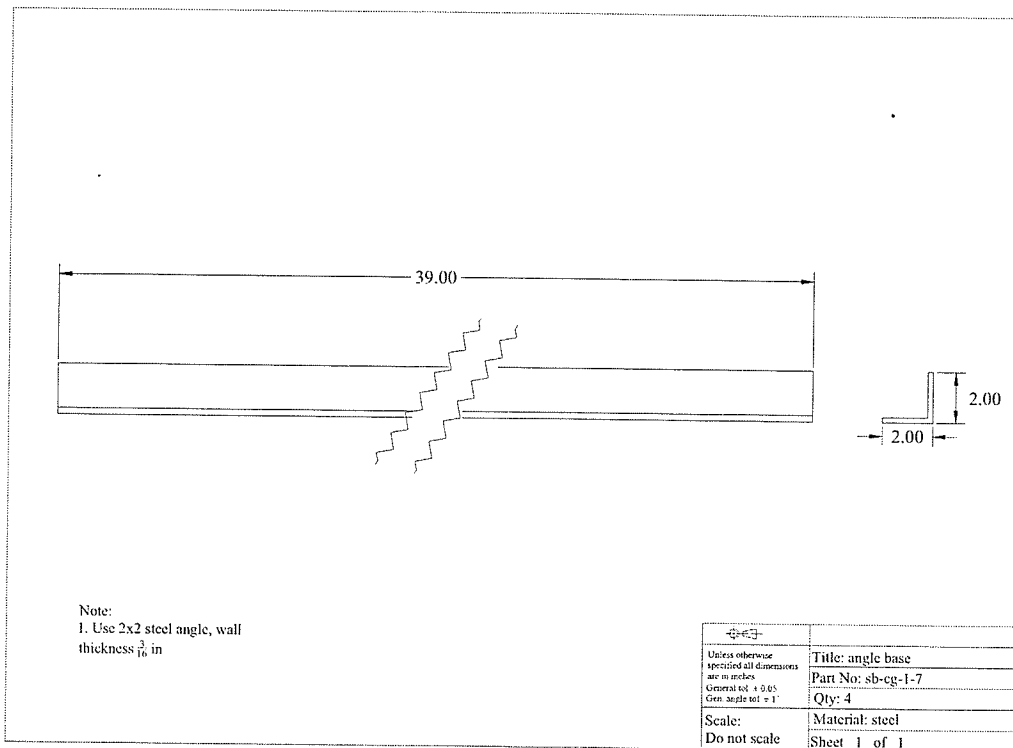 39.00
2.00
2.00
Note:
1. Use 2x2 steel angle, wall
thickness 3/16 in
Unless otherwise
specified all dimensions
are in inches
General tol ± 0.05
Gen. angle tol ± 1°
Title: angle base
Part No: sb-cg-1-7
Qty: 4
Scale:
Do not scale
Material: steel
Sheet 1 of 1